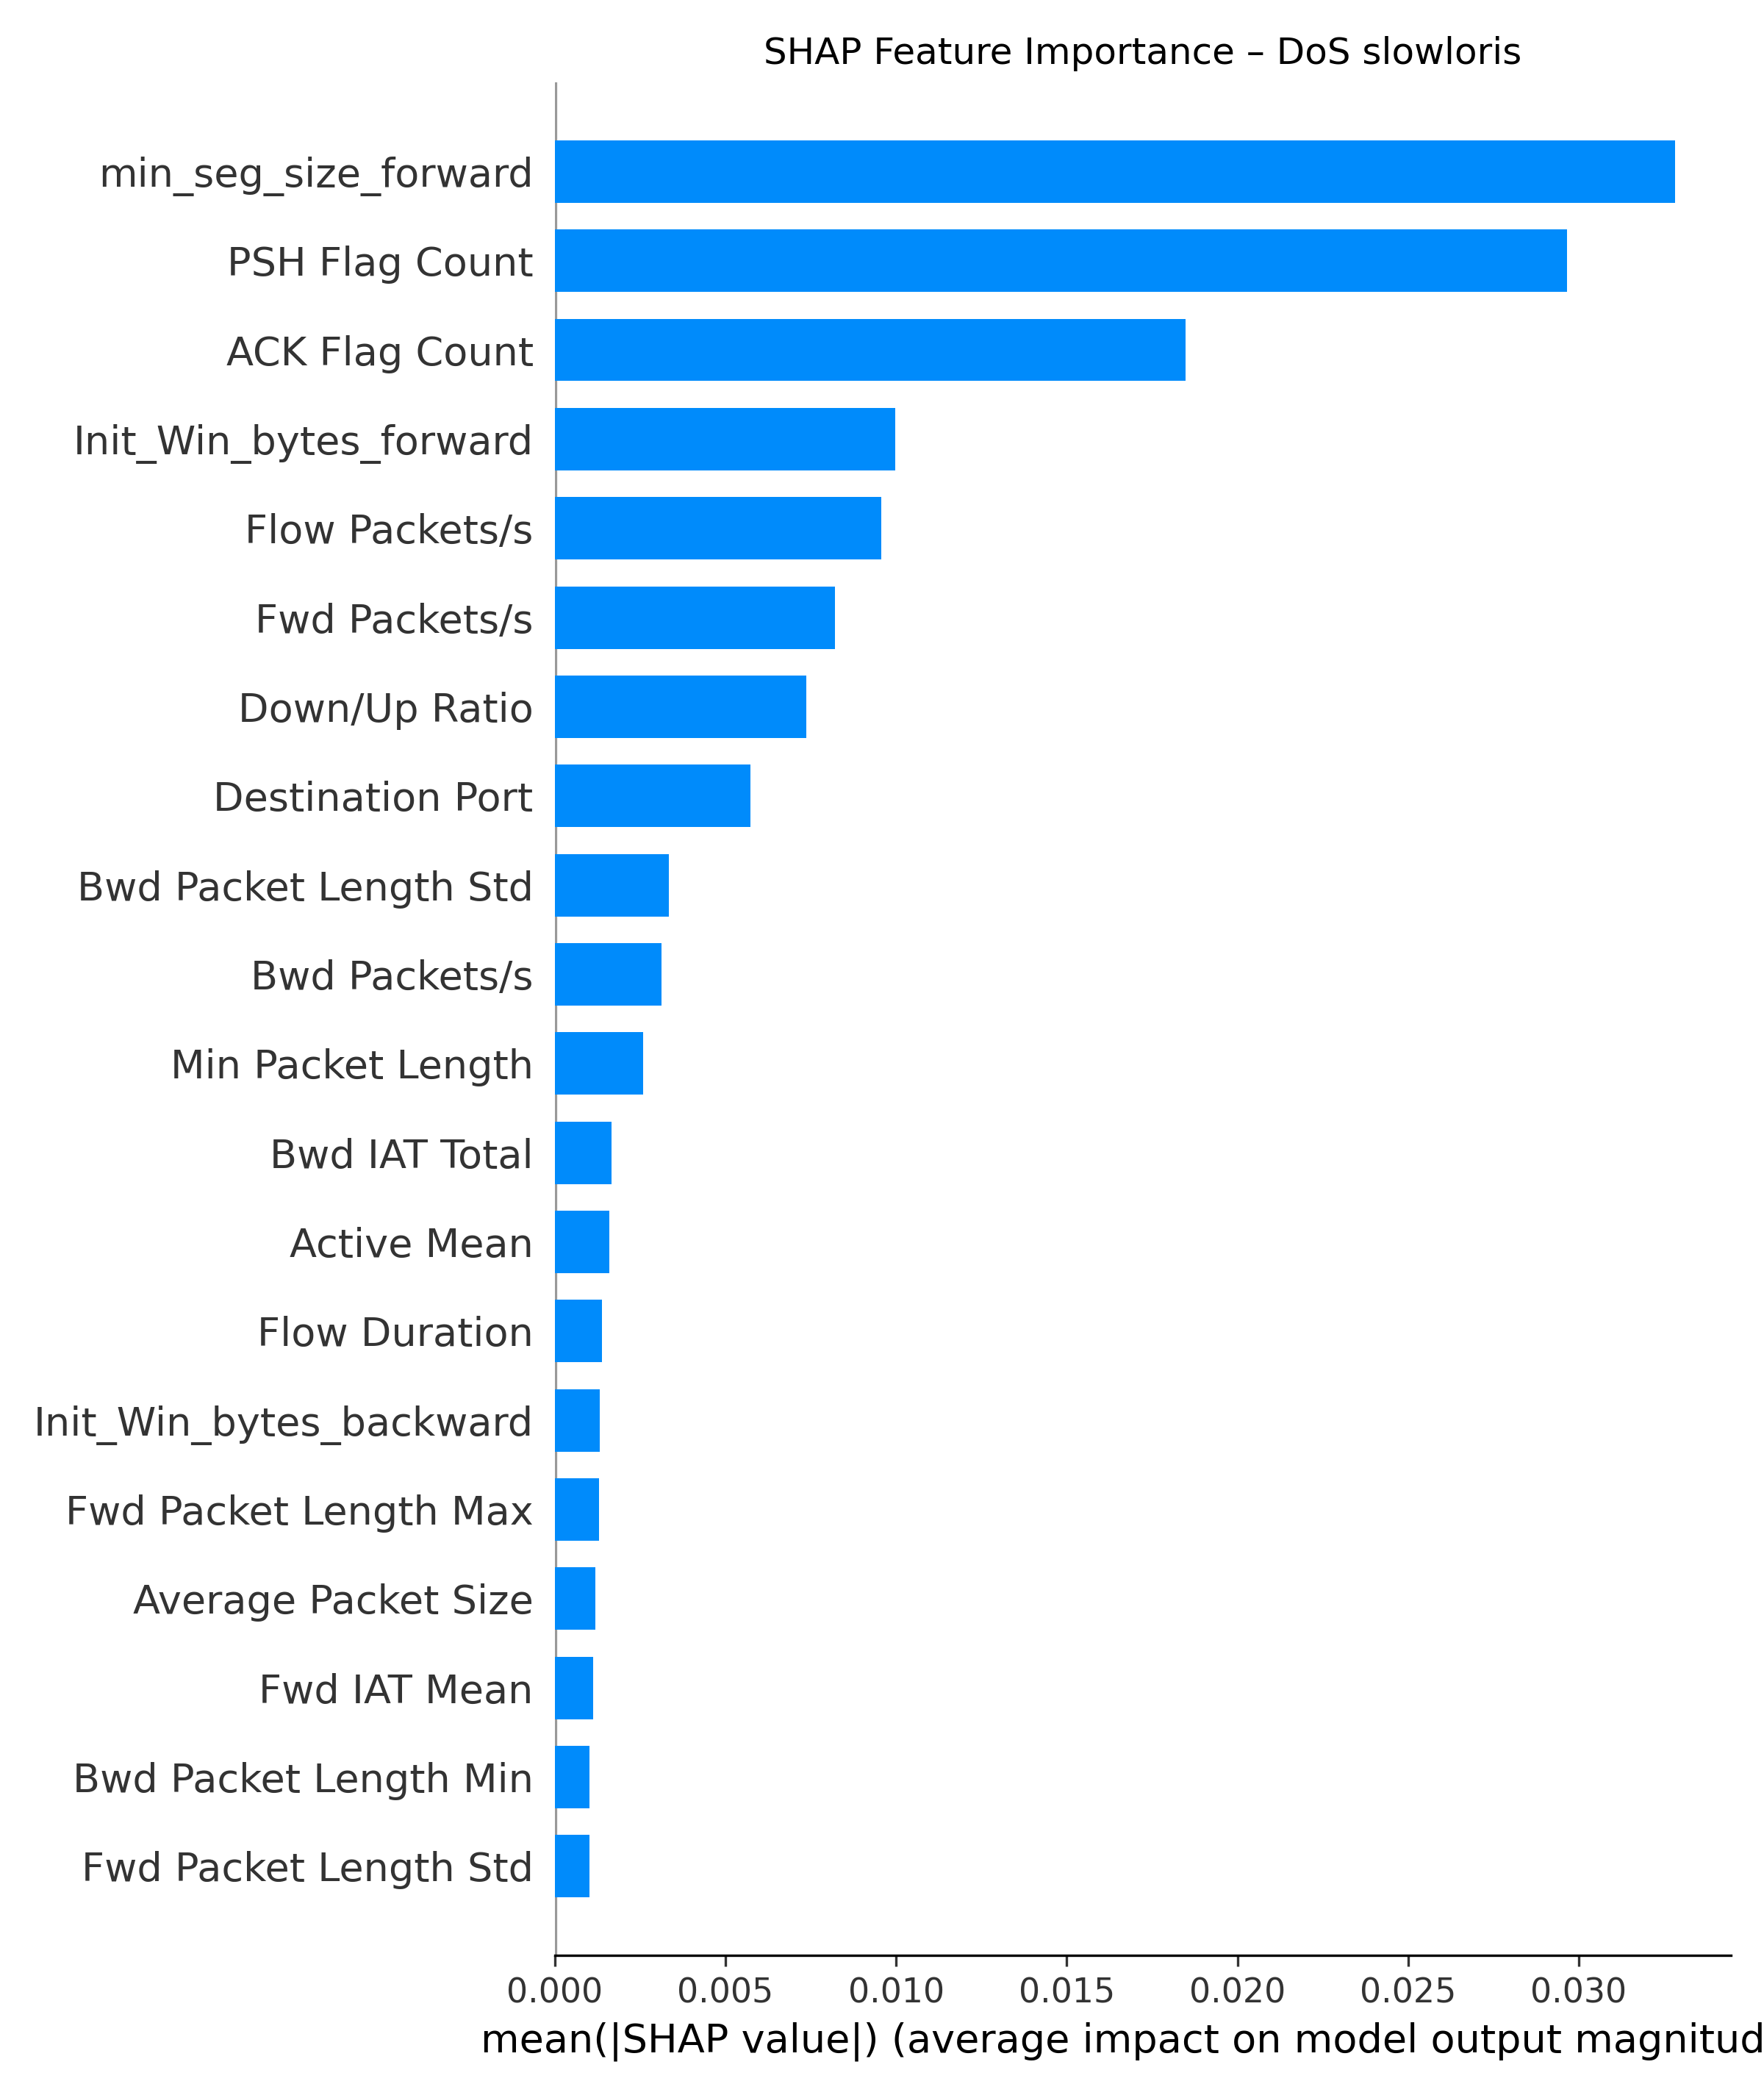 SHAP Feature Importance – DoS slowloris
min_seg_size_forward
PSH Flag Count
ACK Flag Count
Init_Win_bytes_forward
Flow Packets/s
Fwd Packets/s
Down/Up Ratio
Destination Port
Bwd Packet Length Std
Bwd Packets/s
Min Packet Length
Bwd IAT Total
Active Mean
Flow Duration
Init_Win_bytes_backward
Fwd Packet Length Max
Average Packet Size
Fwd IAT Mean
Bwd Packet Length Min
Fwd Packet Length Std
0.000 0.005 0.010 0.015 0.020 0.025 0.030
mean(|SHAP value|) (average impact on model output magnitud